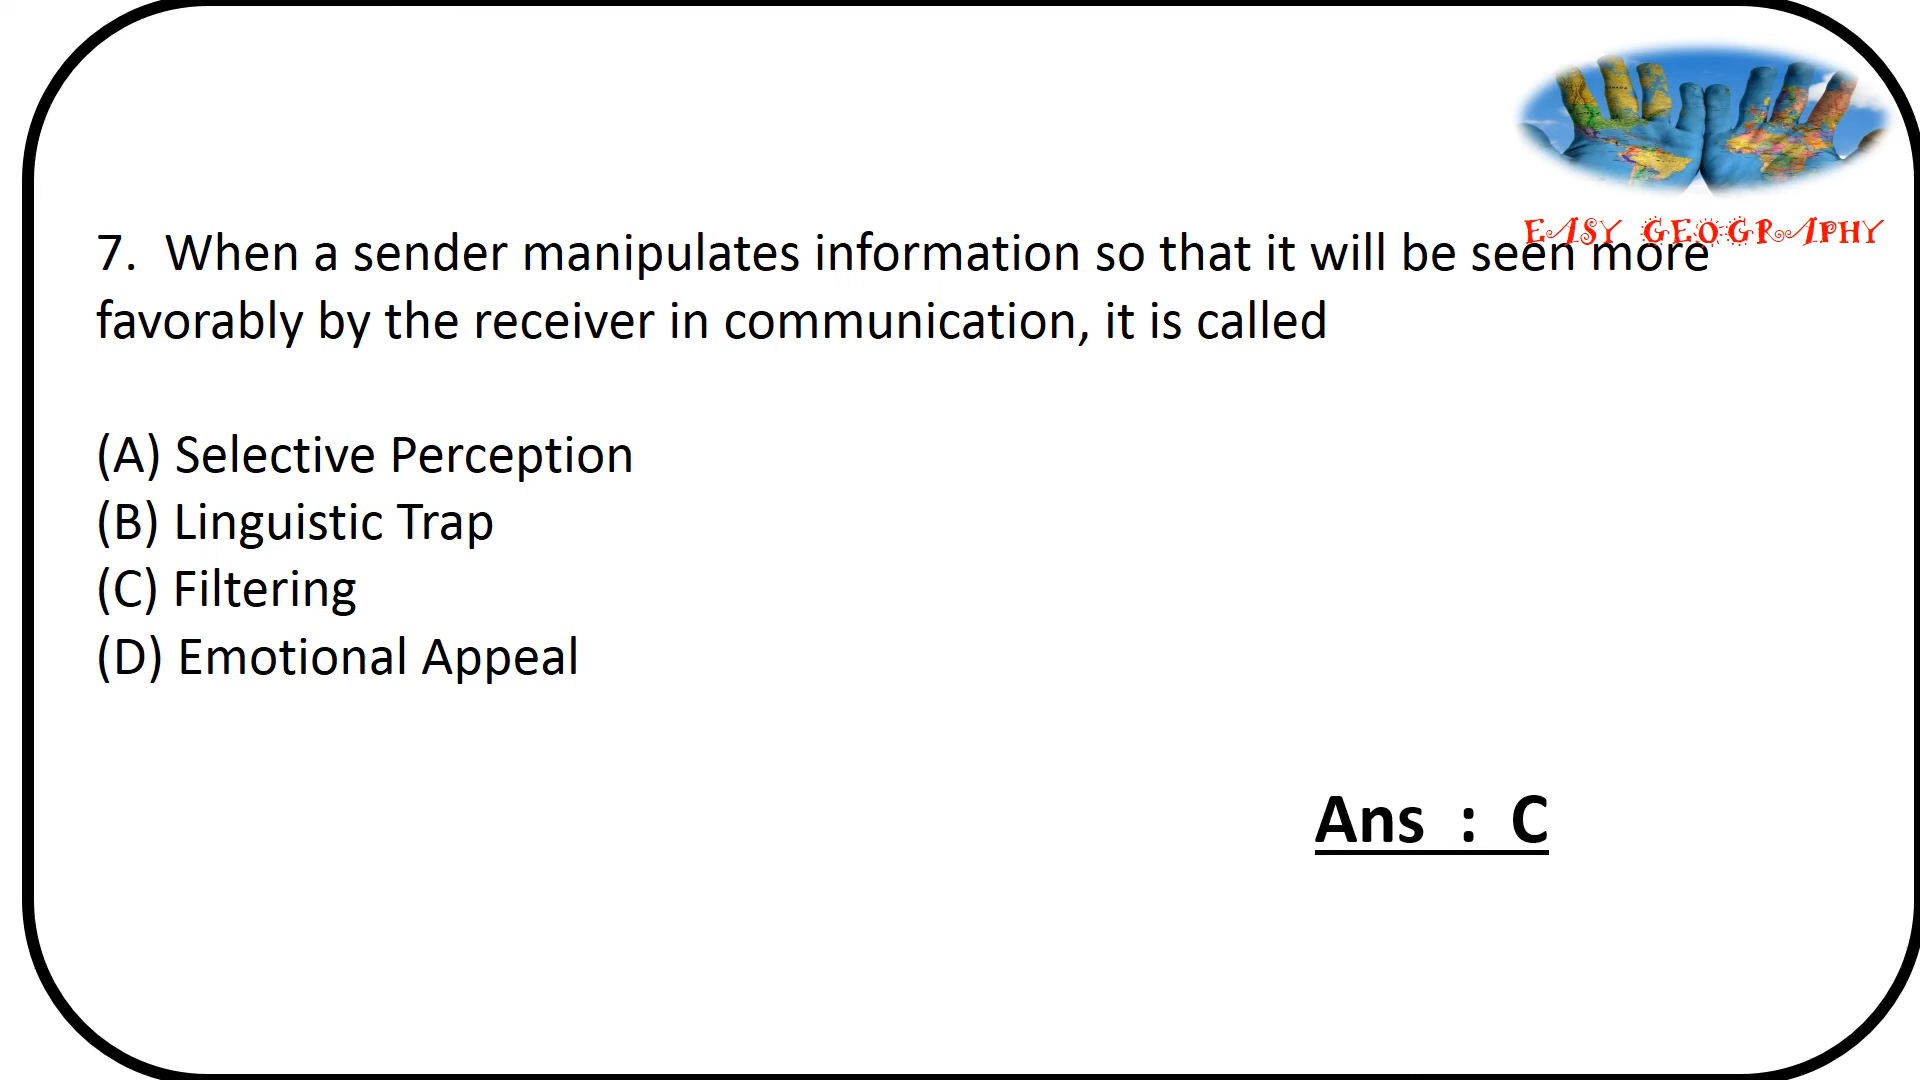 EASY GEOGRAPHY
7. When a sender manipulates information so that it will be seen more
favorably by the receiver in communication, it is called
(A) Selective Perception
(B) Linguistic Trap
(C) Filtering
(D) Emotional Appeal
Ans : C